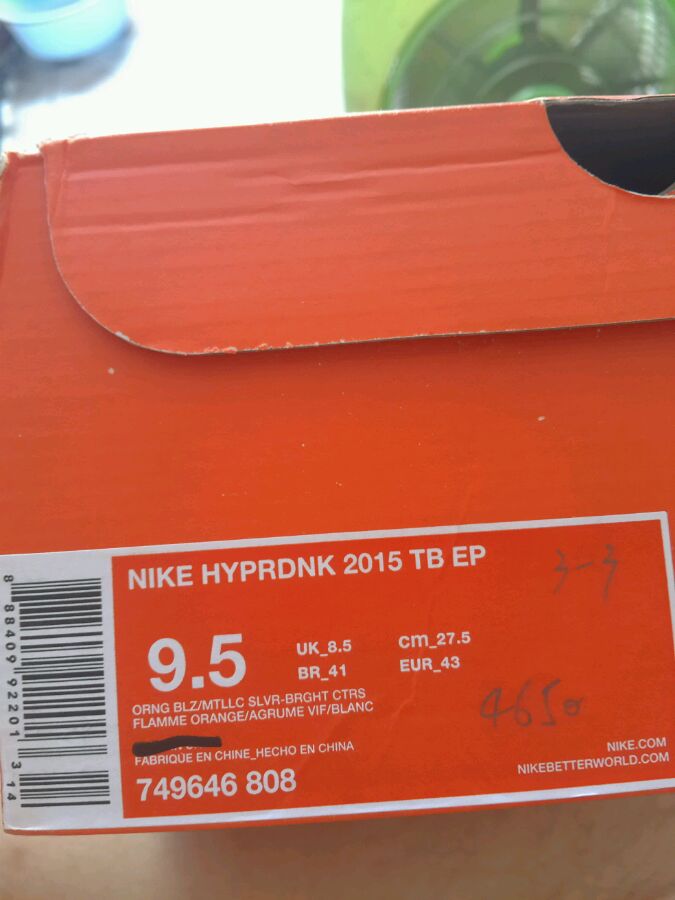 NIKE HYPRDNK 2015 TB EP
3-3
9.5
UK_8.5
cm_27.5
BR_41
EUR_43
ORNG BLZ/MTLLC SLVR-BRGHT CTRS
FLAMME ORANGE/AGRUME VIF/BLANC
4650
FABRIQUE EN CHINE_HECHO EN CHINA
749646 808
NIKE.COM
NIKEBETTERWORLD.COM
8 88409 92201 3 14